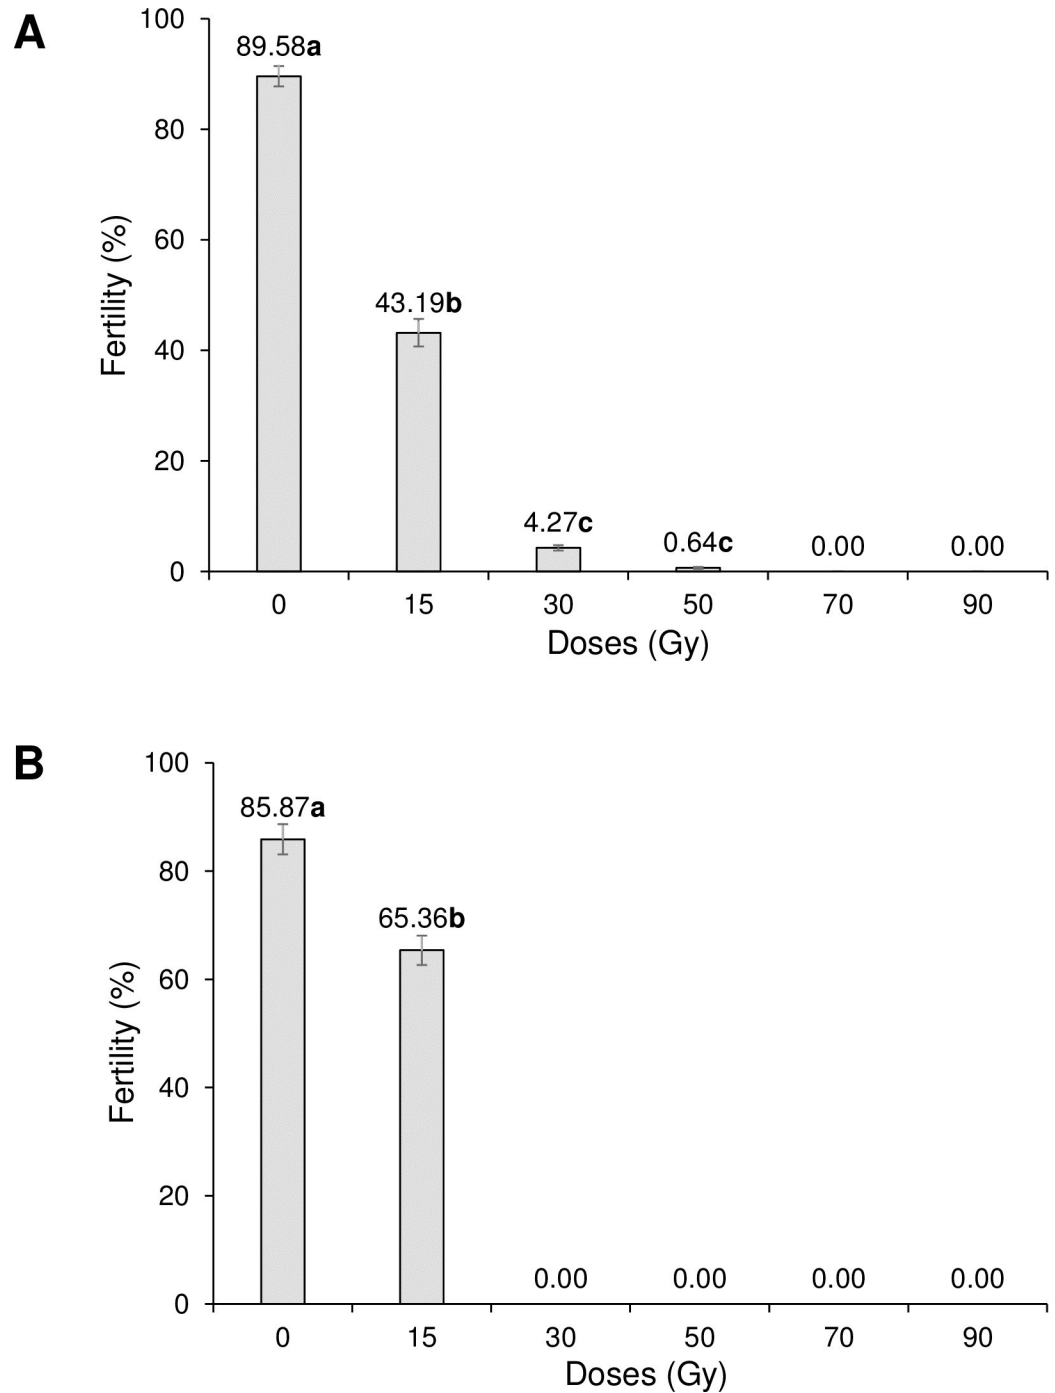 A
100
89.58a
80
60
43.19b
40
20
4.27c
0.64c
0.00
0.00
0
Fertility (%)
0 15 30 50 70 90
Doses (Gy)
B
100
85.87a
80
65.36b
60
40
20
0.00 0.00 0.00 0.00
0
Fertility (%)
0 15 30 50 70 90
Doses (Gy)